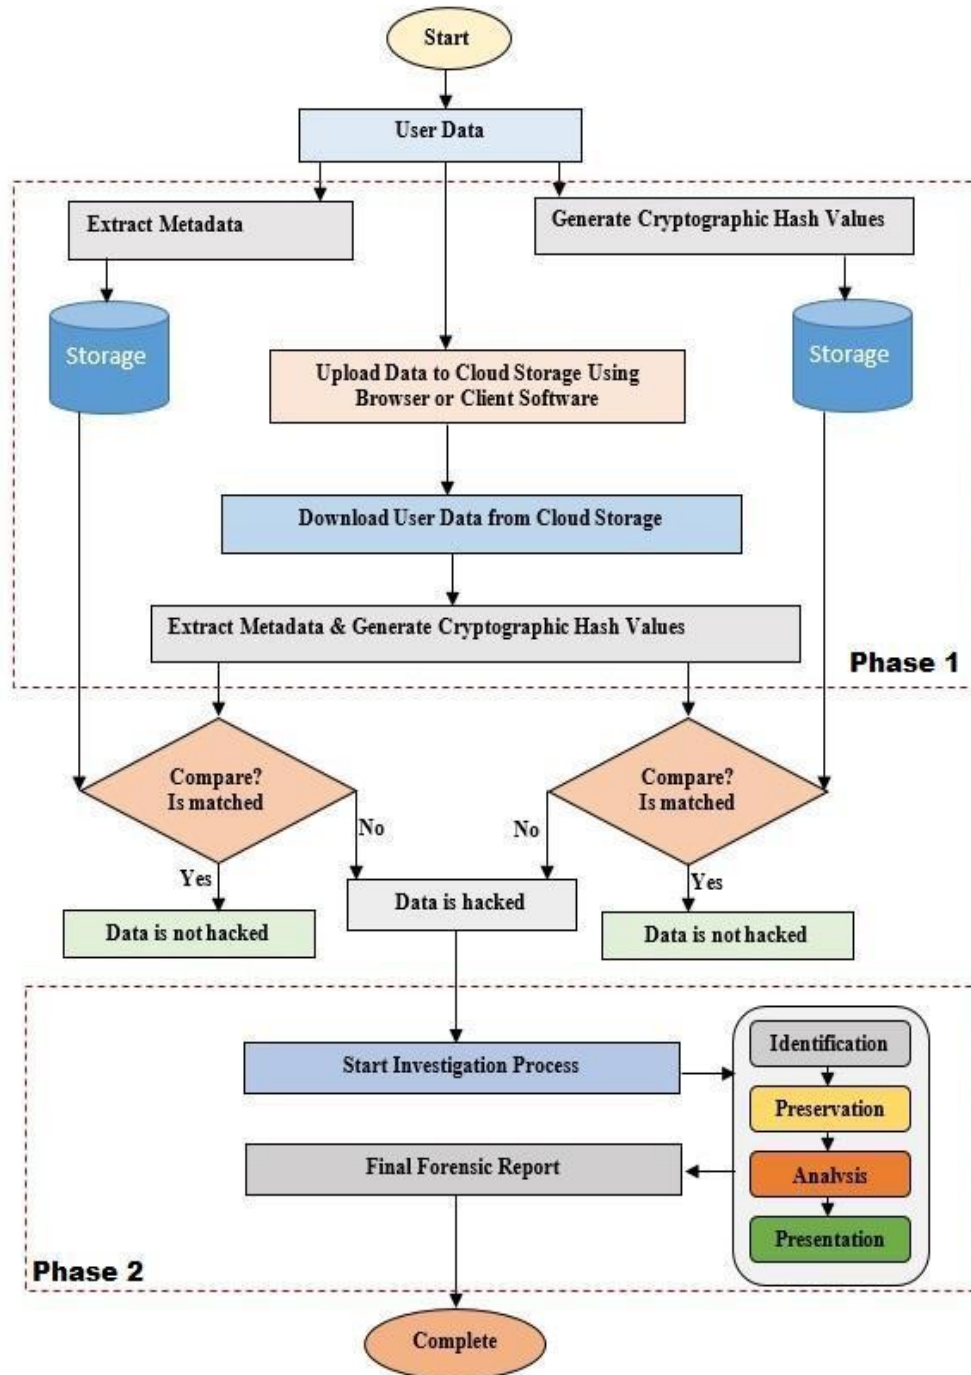 Start
User Data
Extract Metadata
Generate Cryptographic Hash Values
Storage
Storage
Upload Data to Cloud Storage Using
Browser or Client Software
Download User Data from Cloud Storage
Extract Metadata & Generate Cryptographic Hash Values
Phase 1
Compare?
Is matched
Compare?
Is matched
No
No
Yes
Yes
Data is hacked
Data is not hacked
Data is not hacked
Identification
Start Investigation Process
Preservation
Final Forensic Report
Analysis
Presentation
Phase 2
Complete